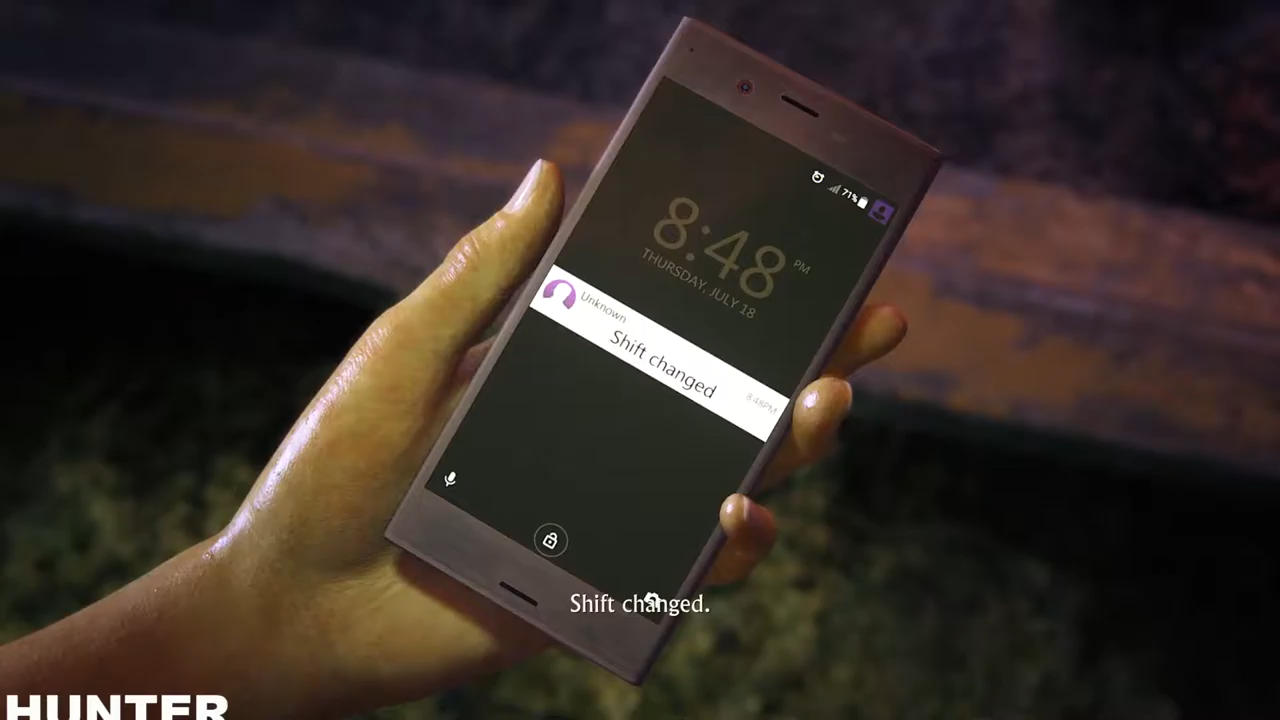 71%
8:48 PM
THURSDAY, JULY 18
Unknown
Shift changed
8:48PM
Shift changed.
HUNTER